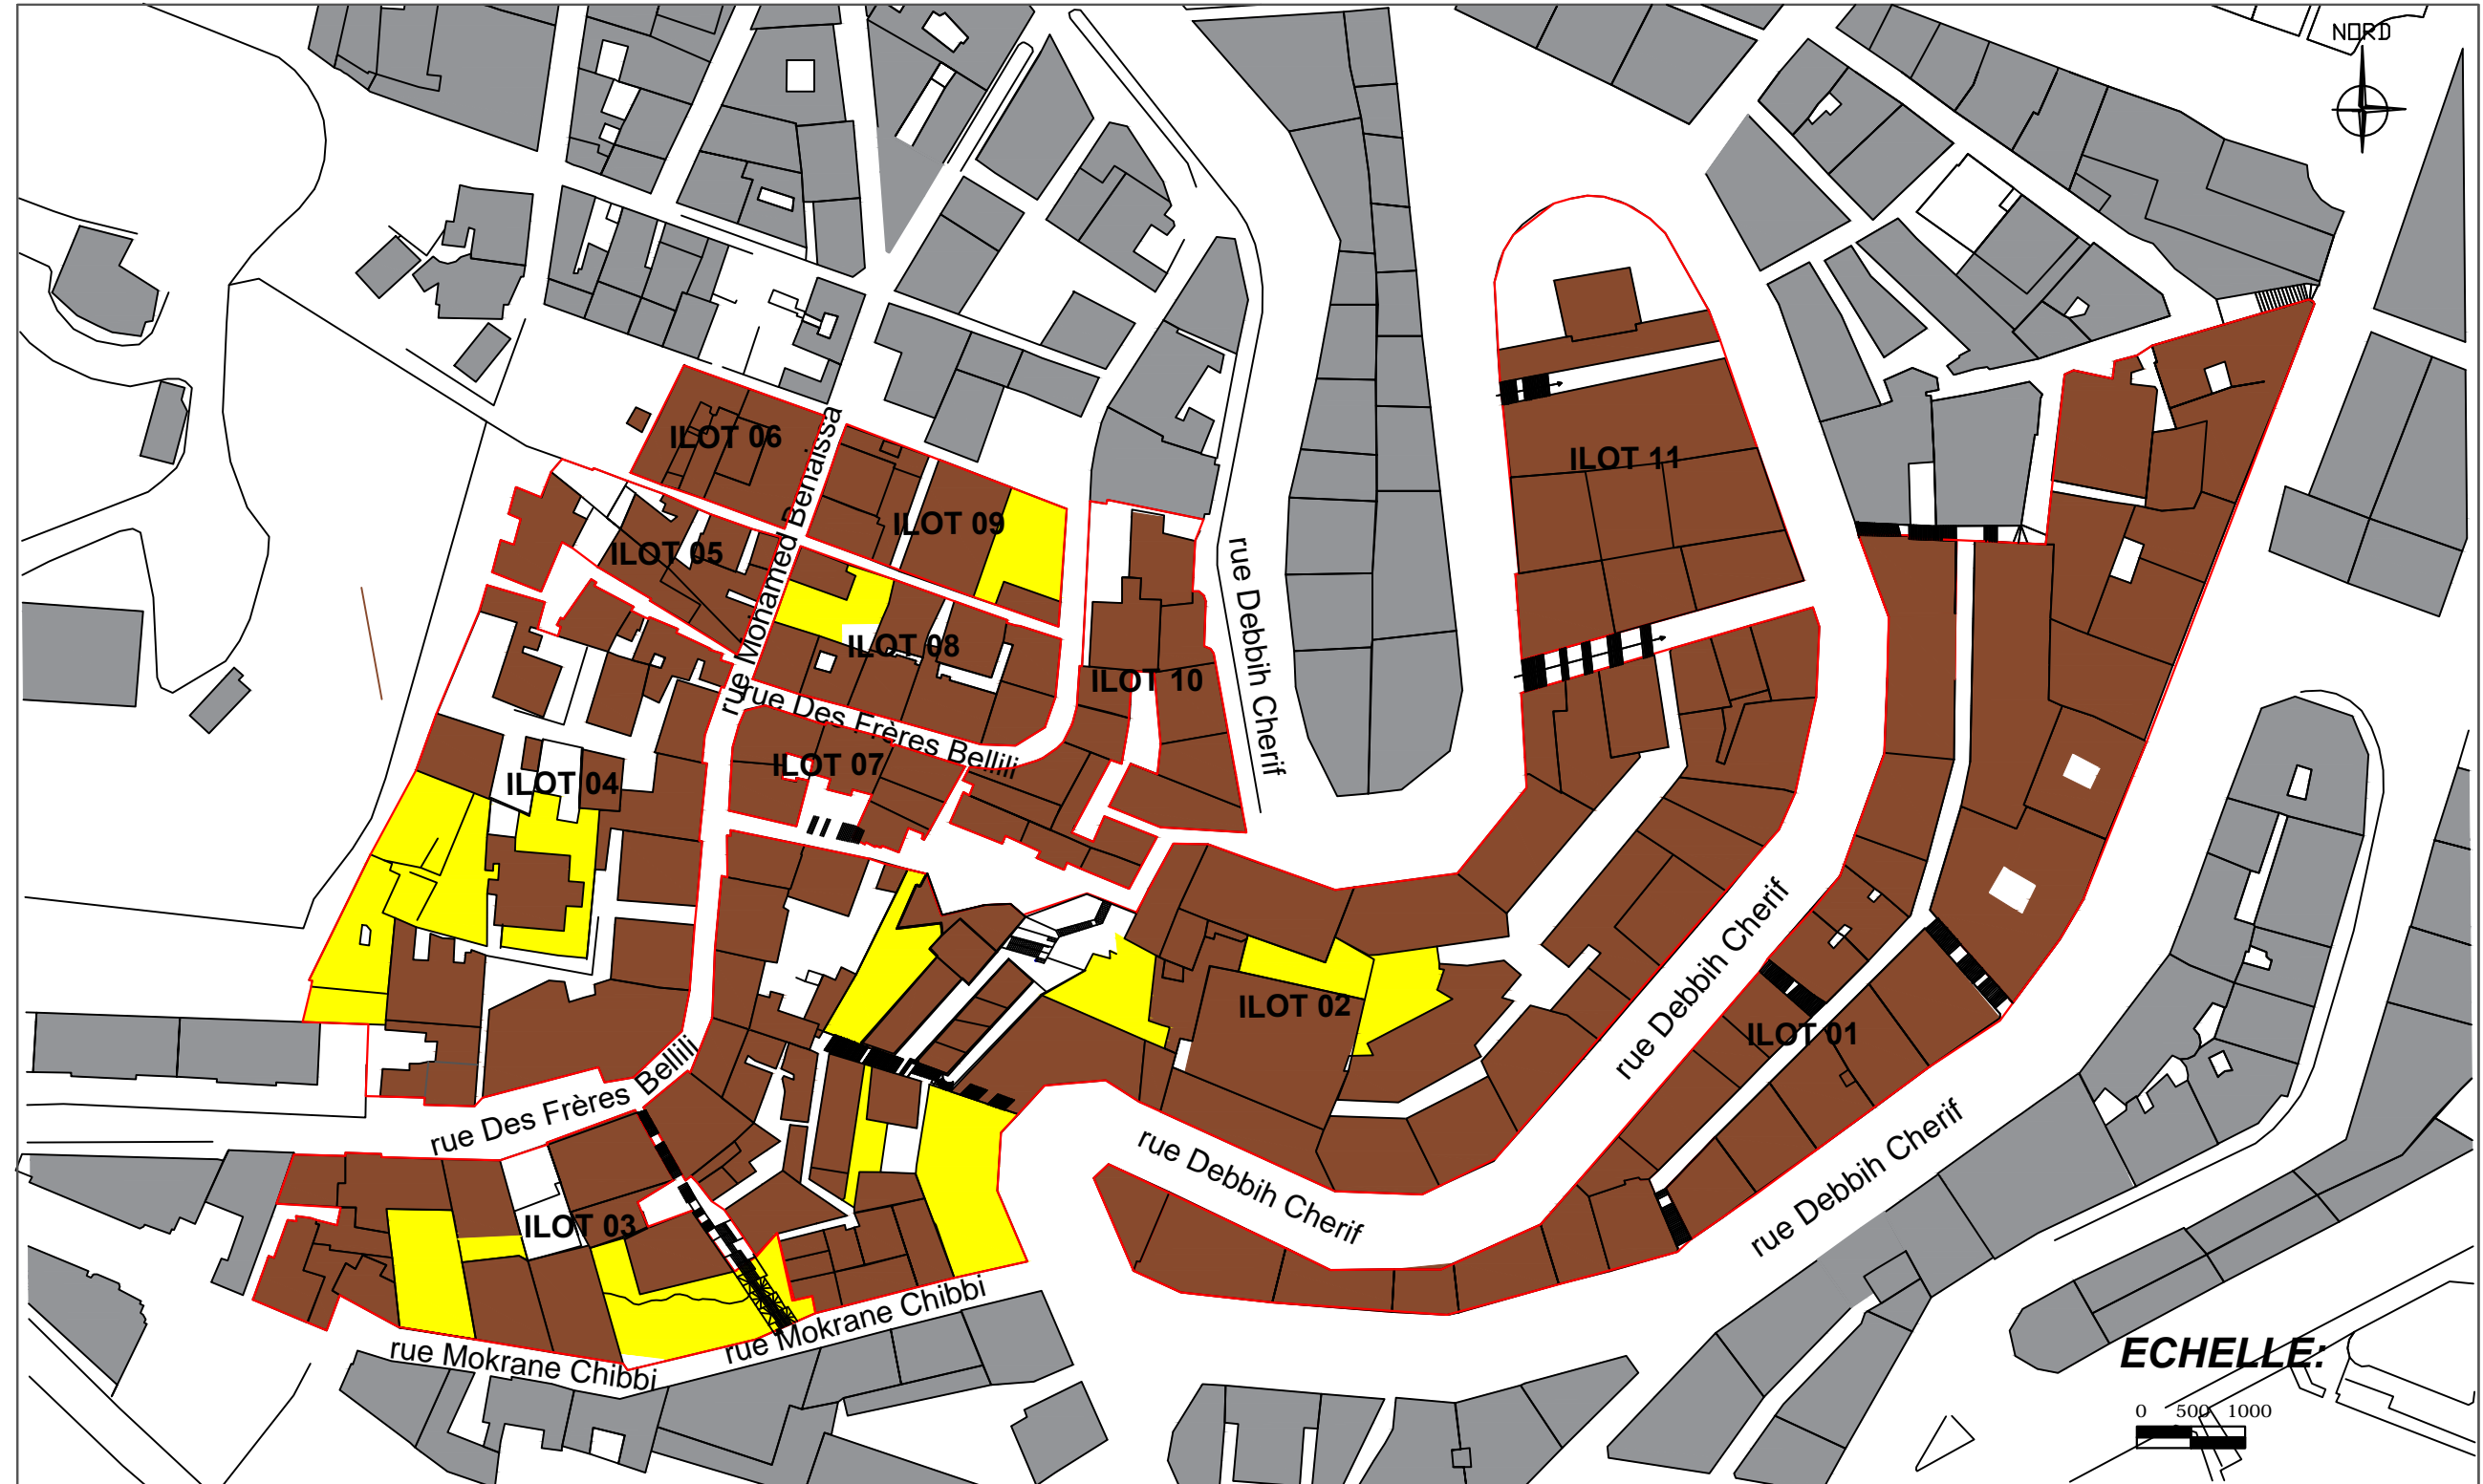 NORD
ILOT 06
rue Mohamed Benaissa
ILOT 11
ILOT 09
ILOT 05
rue Debbih Cherif
ILOT 08
ILOT 10
rue Des Frères Bellili
ILOT 07
ILOT 04
rue Debbih Cherif
ILOT 02
ILOT 01
rue Des Frères Bellili
rue Debbih Cherif
rue Debbih Cherif
ILOT 03
rue Mokrane Chibbi
rue Mokrane Chibbi
ECHELLE:
0 500 1000